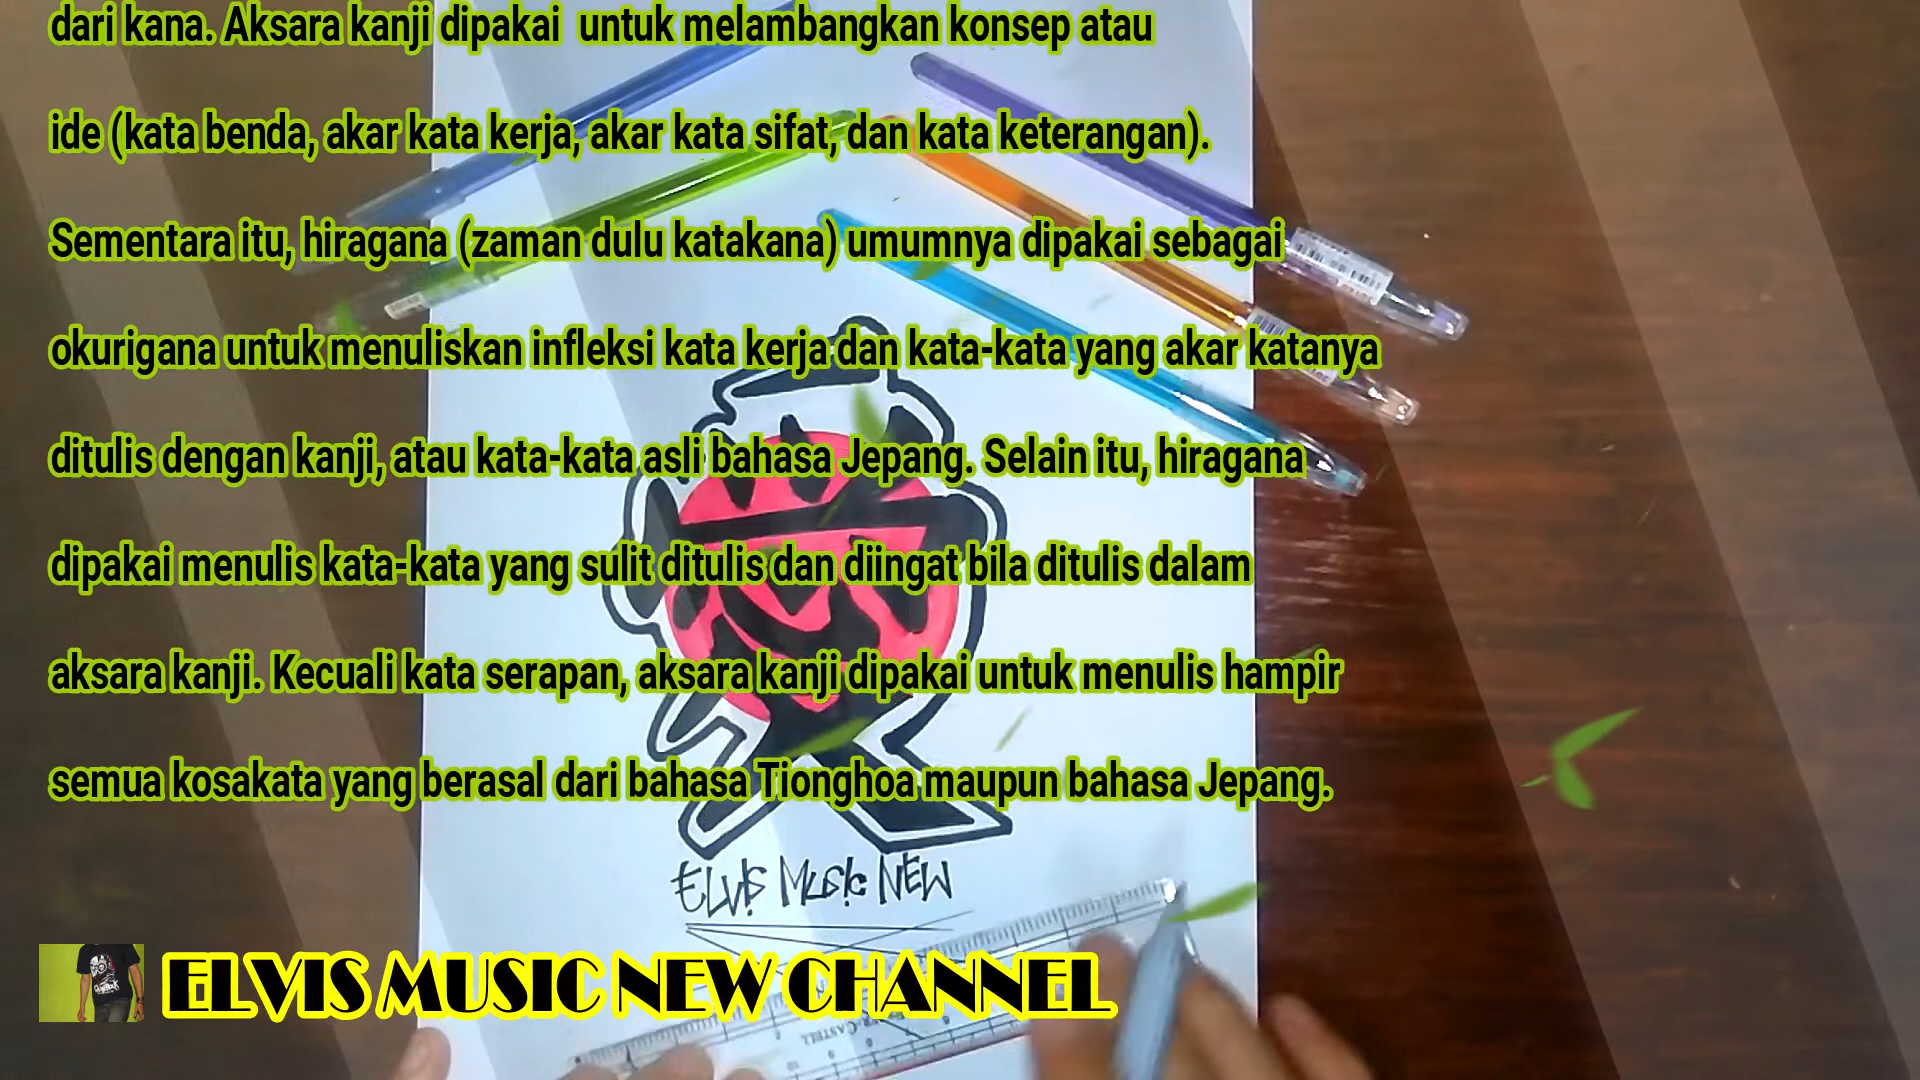 dari kana. Aksara kanji dipakai untuk melambangkan konsep atau
ide (kata benda, akar kata kerja, akar kata sifat, dan kata keterangan).
Sementara itu, hiragana (zaman dulu katakana) umumnya dipakai sebagai
okurigana untuk menuliskan infleksi kata kerja dan kata-kata yang akar katanya
ditulis dengan kanji, atau kata-kata asli bahasa Jepang. Selain itu, hiragana
dipakai menulis kata-kata yang sulit ditulis dan diingat bila ditulis dalam
aksara kanji. Kecuali kata serapan, aksara kanji dipakai untuk menulis hampir
semua kosakata yang berasal dari bahasa Tionghoa maupun bahasa Jepang.
ELVIS MUSIC NEW
ELVIS MUSIC NEW CHANNEL